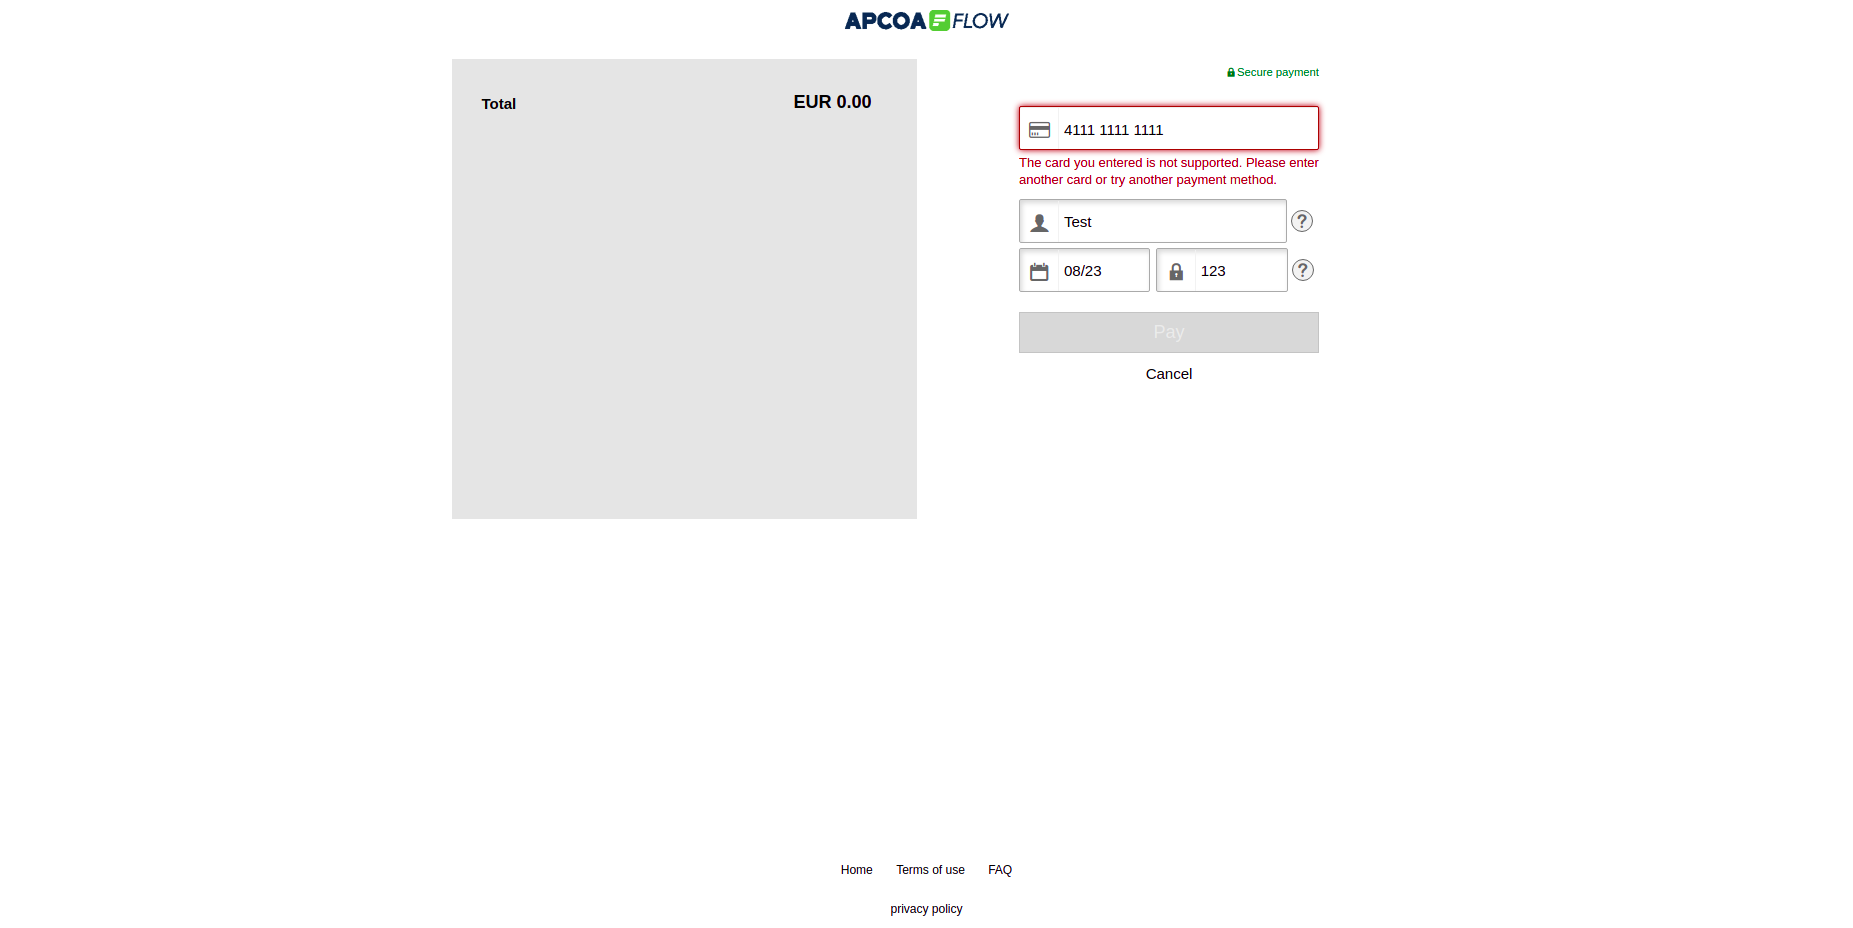 APCOA FLOW
Total
EUR 0.00
Secure payment
4111 1111 1111
The card you entered is not supported. Please enter
another card or try another payment method.
Test
?
08/23
123
?
Pay
Cancel
Home
Terms of use
FAQ
privacy policy